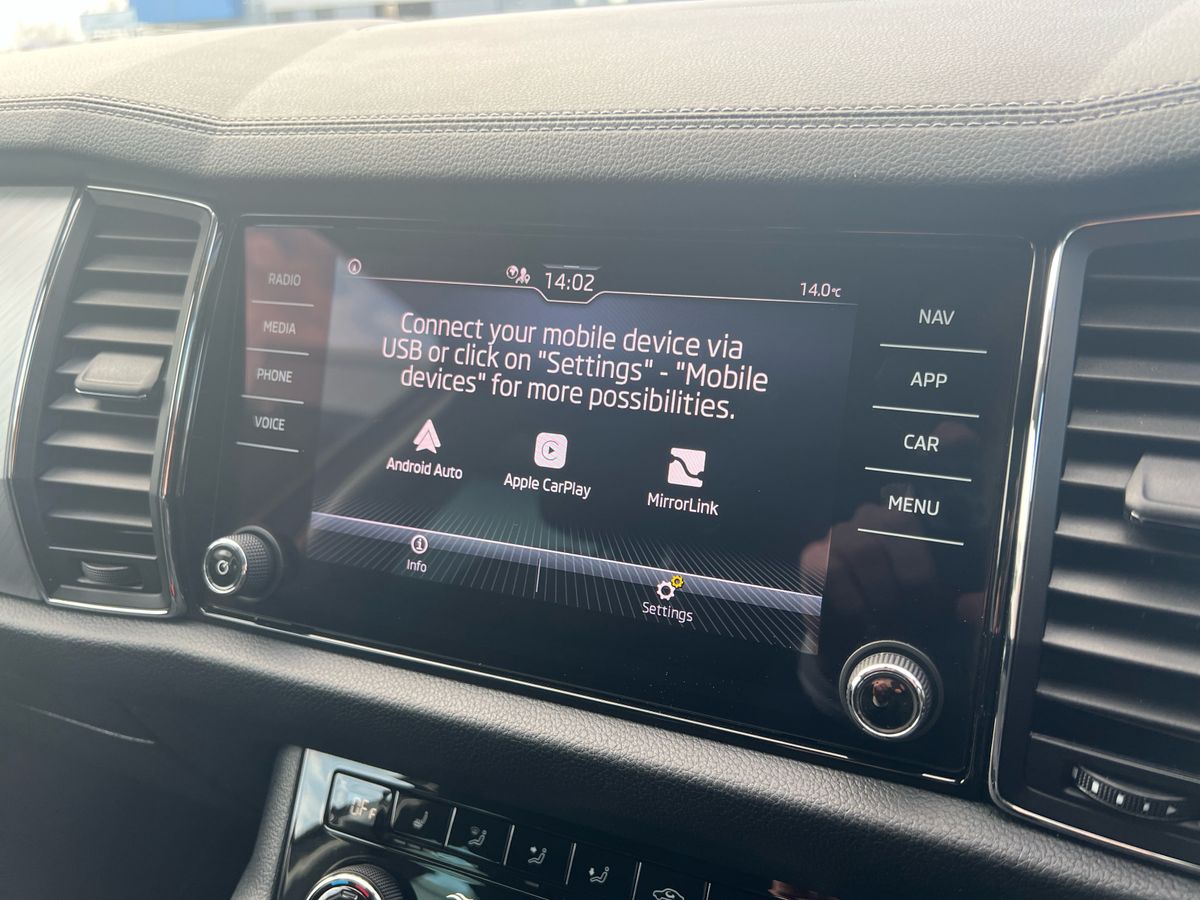 RADIO
MEDIA
PHONE
VOICE
14:02
14.0°C
Connect your mobile device via
USB or click on "Settings" - "Mobile
devices" for more possibilities.
Android Auto
Apple CarPlay
MirrorLink
Info
Settings
NAV
APP
CAR
MENU
OFF